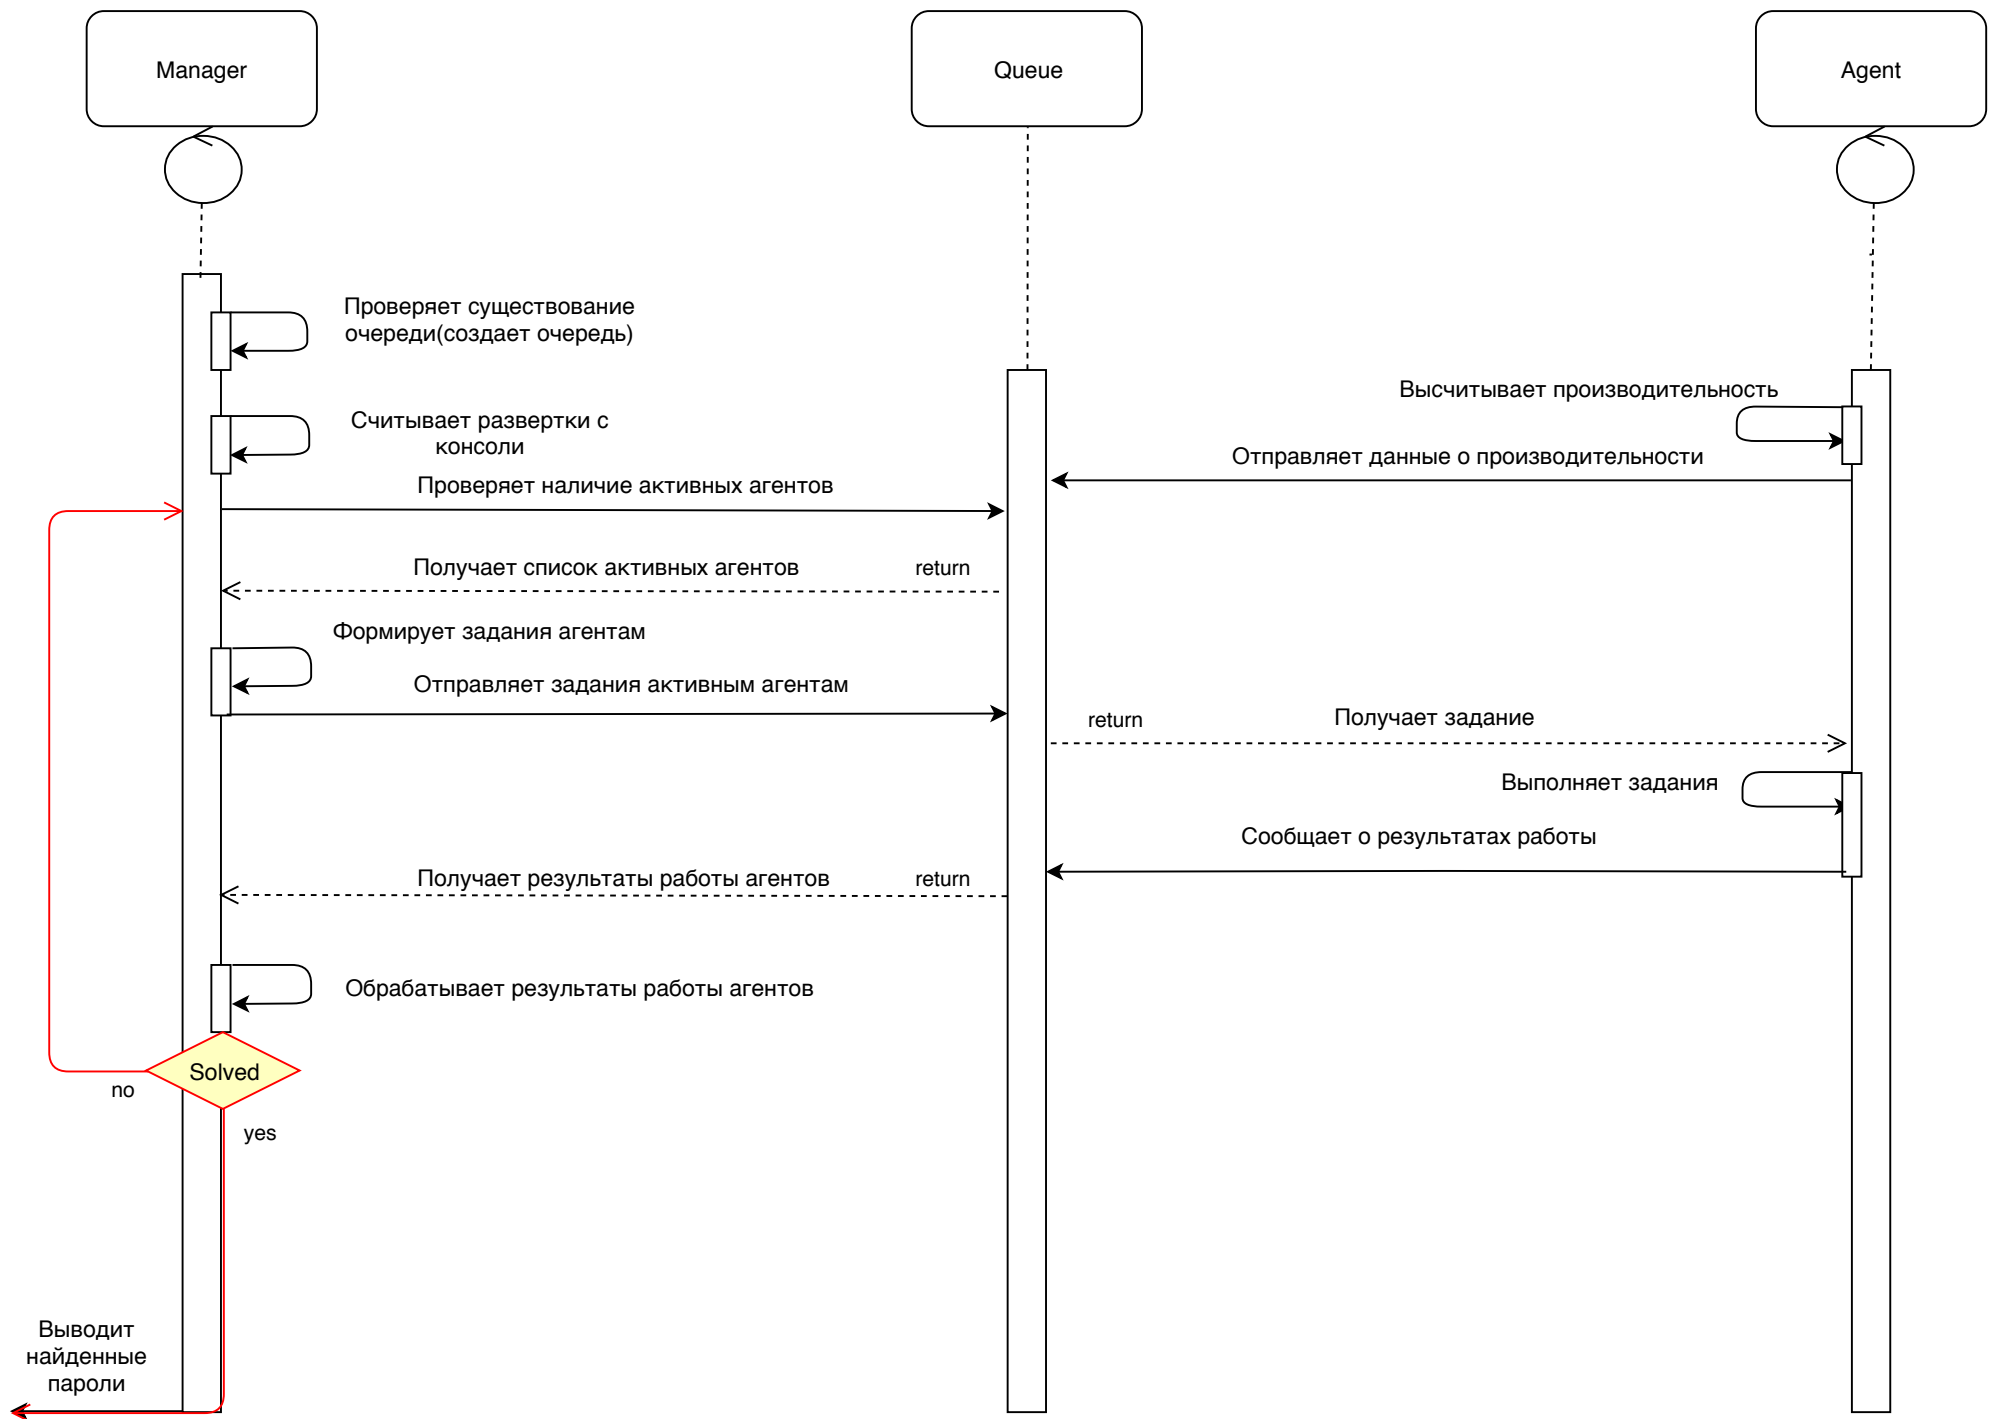 Manager
Queue
Agent
Проверяет существование
очереди(создает очередь)
Высчитывает производительность
Считывает развертки с
консоли
Отправляет данные о производительности
Проверяет наличие активных агентов
Получает список активных агентов
return
Формирует задания агентам
Отправляет задания активным агентам
return
Получает задание
Выполняет задания
Сообщает о результатах работы
Получает результаты работы агентов
return
Обрабатывает результаты работы агентов
Solved
no
yes
Выводит
найденные
пароли